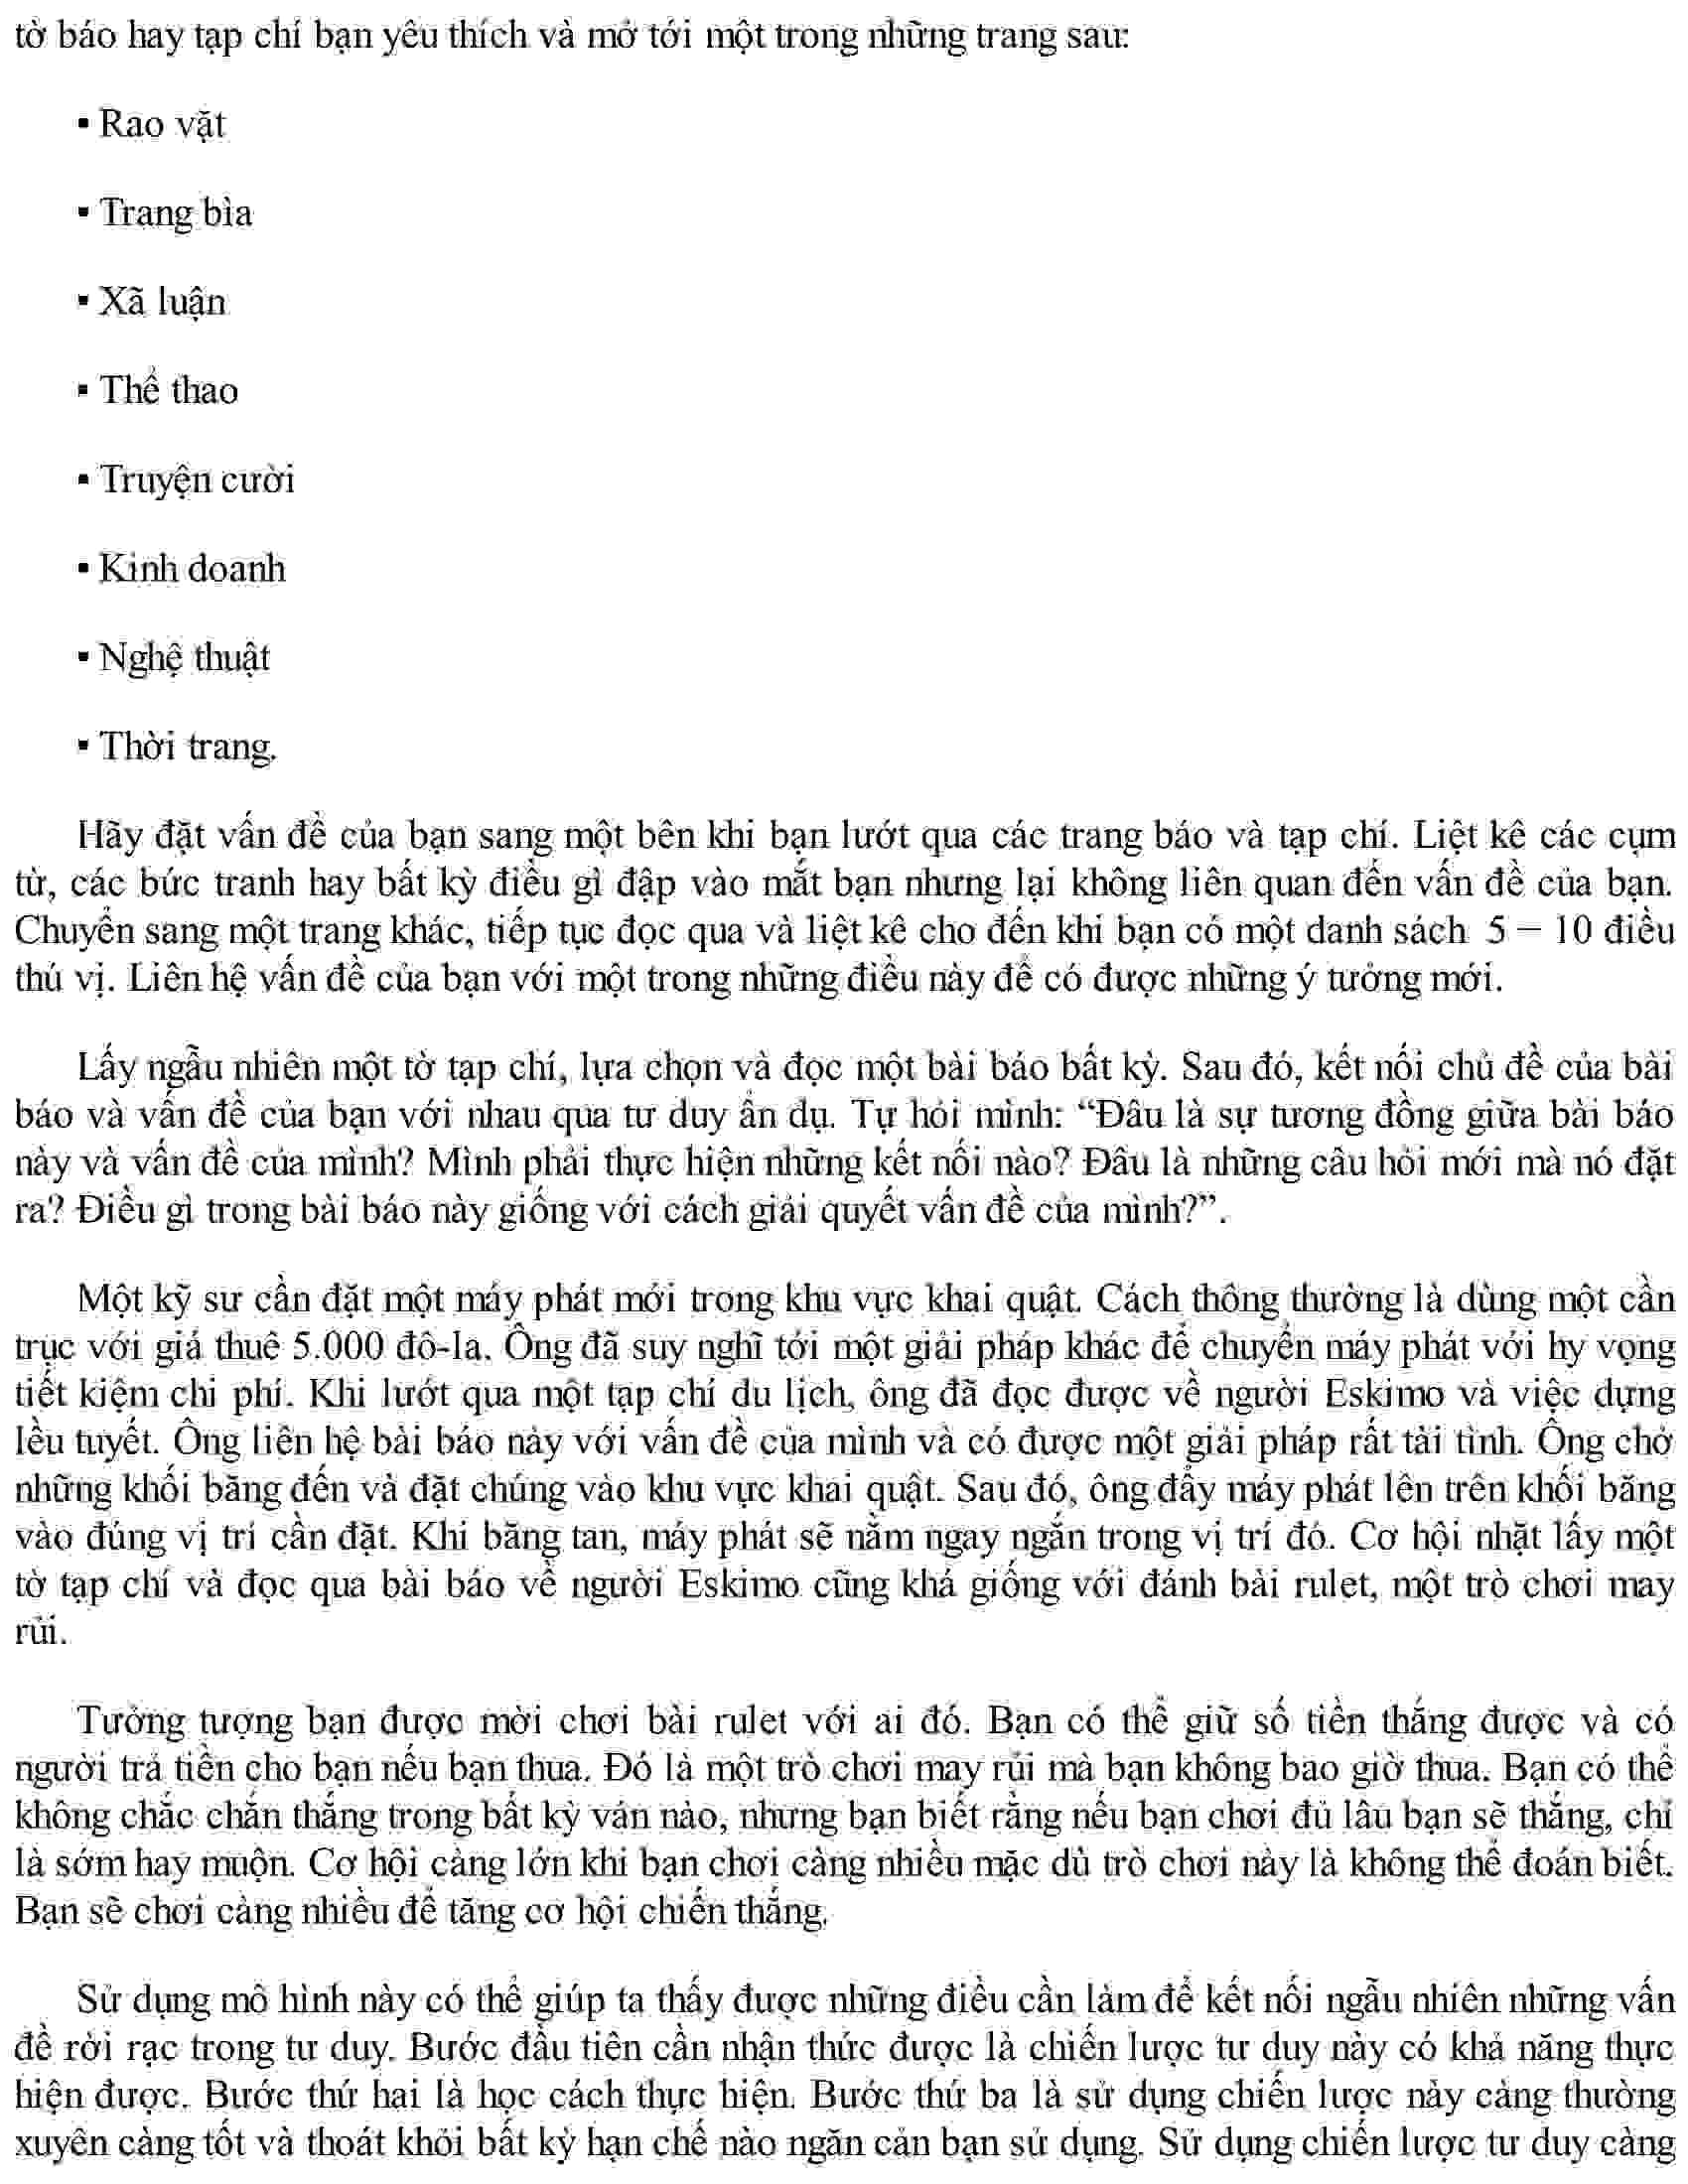 tờ báo hay tạp chí bạn yêu thích và mở tới một trong những trang sau:
▪ Rao vặt
▪ Trang bìa
▪ Xã luận
▪ Thể thao
▪ Truyện cười
▪ Kinh doanh
▪ Nghệ thuật
▪ Thời trang.
Hãy đặt vấn đề của bạn sang một bên khi bạn lướt qua các trang báo và tạp chí. Liệt kê các cụm
từ, các bức tranh hay bất kỳ điều gì đập vào mắt bạn nhưng lại không liên quan đến vấn đề của bạn.
Chuyển sang một trang khác, tiếp tục đọc qua và liệt kê cho đến khi bạn có một danh sách 5 – 10 điều
thú vị. Liên hệ vấn đề của bạn với một trong những điều này để có được những ý tưởng mới.
Lấy ngẫu nhiên một tờ tạp chí, lựa chọn và đọc một bài báo bất kỳ. Sau đó, kết nối chủ đề của bài
báo và vấn đề của bạn với nhau qua tư duy ẩn dụ. Tự hỏi mình: “Đâu là sự tương đồng giữa bài báo
này và vấn đề của mình? Mình phải thực hiện những kết nối nào? Đâu là những câu hỏi mới mà nó đặt
ra? Điều gì trong bài báo này giống với cách giải quyết vấn đề của mình?”.
Một kỹ sư cần đặt một máy phát mới trong khu vực khai quật. Cách thông thường là dùng một cần
trục với giá thuê 5.000 đô-la. Ông đã suy nghĩ tới một giải pháp khác để chuyển máy phát với hy vọng
tiết kiệm chi phí. Khi lướt qua một tạp chí du lịch, ông đã đọc được về người Eskimo và việc dựng
lều tuyết. Ông liên hệ bài báo này với vấn đề của mình và có được một giải pháp rất tài tình. Ông chở
những khối băng đến và đặt chúng vào khu vực khai quật. Sau đó, ông đẩy máy phát lên trên khối băng
vào đúng vị trí cần đặt. Khi băng tan, máy phát sẽ nằm ngay ngắn trong vị trí đó. Cơ hội nhặt lấy một
tờ tạp chí và đọc qua bài báo về người Eskimo cũng khá giống với đánh bài rulet, một trò chơi may
rủi.
Tưởng tượng bạn được mời chơi bài rulet với ai đó. Bạn có thể giữ số tiền thắng được và có
người trả tiền cho bạn nếu bạn thua. Đó là một trò chơi may rủi mà bạn không bao giờ thua. Bạn có thể
không chắc chắn thắng trong bất kỳ ván nào, nhưng bạn biết rằng nếu bạn chơi đủ lâu bạn sẽ thắng, chỉ
là sớm hay muộn. Cơ hội càng lớn khi bạn chơi càng nhiều mặc dù trò chơi này là không thể đoán biết.
Bạn sẽ chơi càng nhiều để tăng cơ hội chiến thắng.
Sử dụng mô hình này có thể giúp ta thấy được những điều cần làm để kết nối ngẫu nhiên những vấn
đề rời rạc trong tư duy. Bước đầu tiên cần nhận thức được là chiến lược tư duy này có khả năng thực
hiện được. Bước thứ hai là học cách thực hiện. Bước thứ ba là sử dụng chiến lược này càng thường
xuyên càng tốt và thoát khỏi bất kỳ hạn chế nào ngăn cản bạn sử dụng. Sử dụng chiến lược tư duy càng